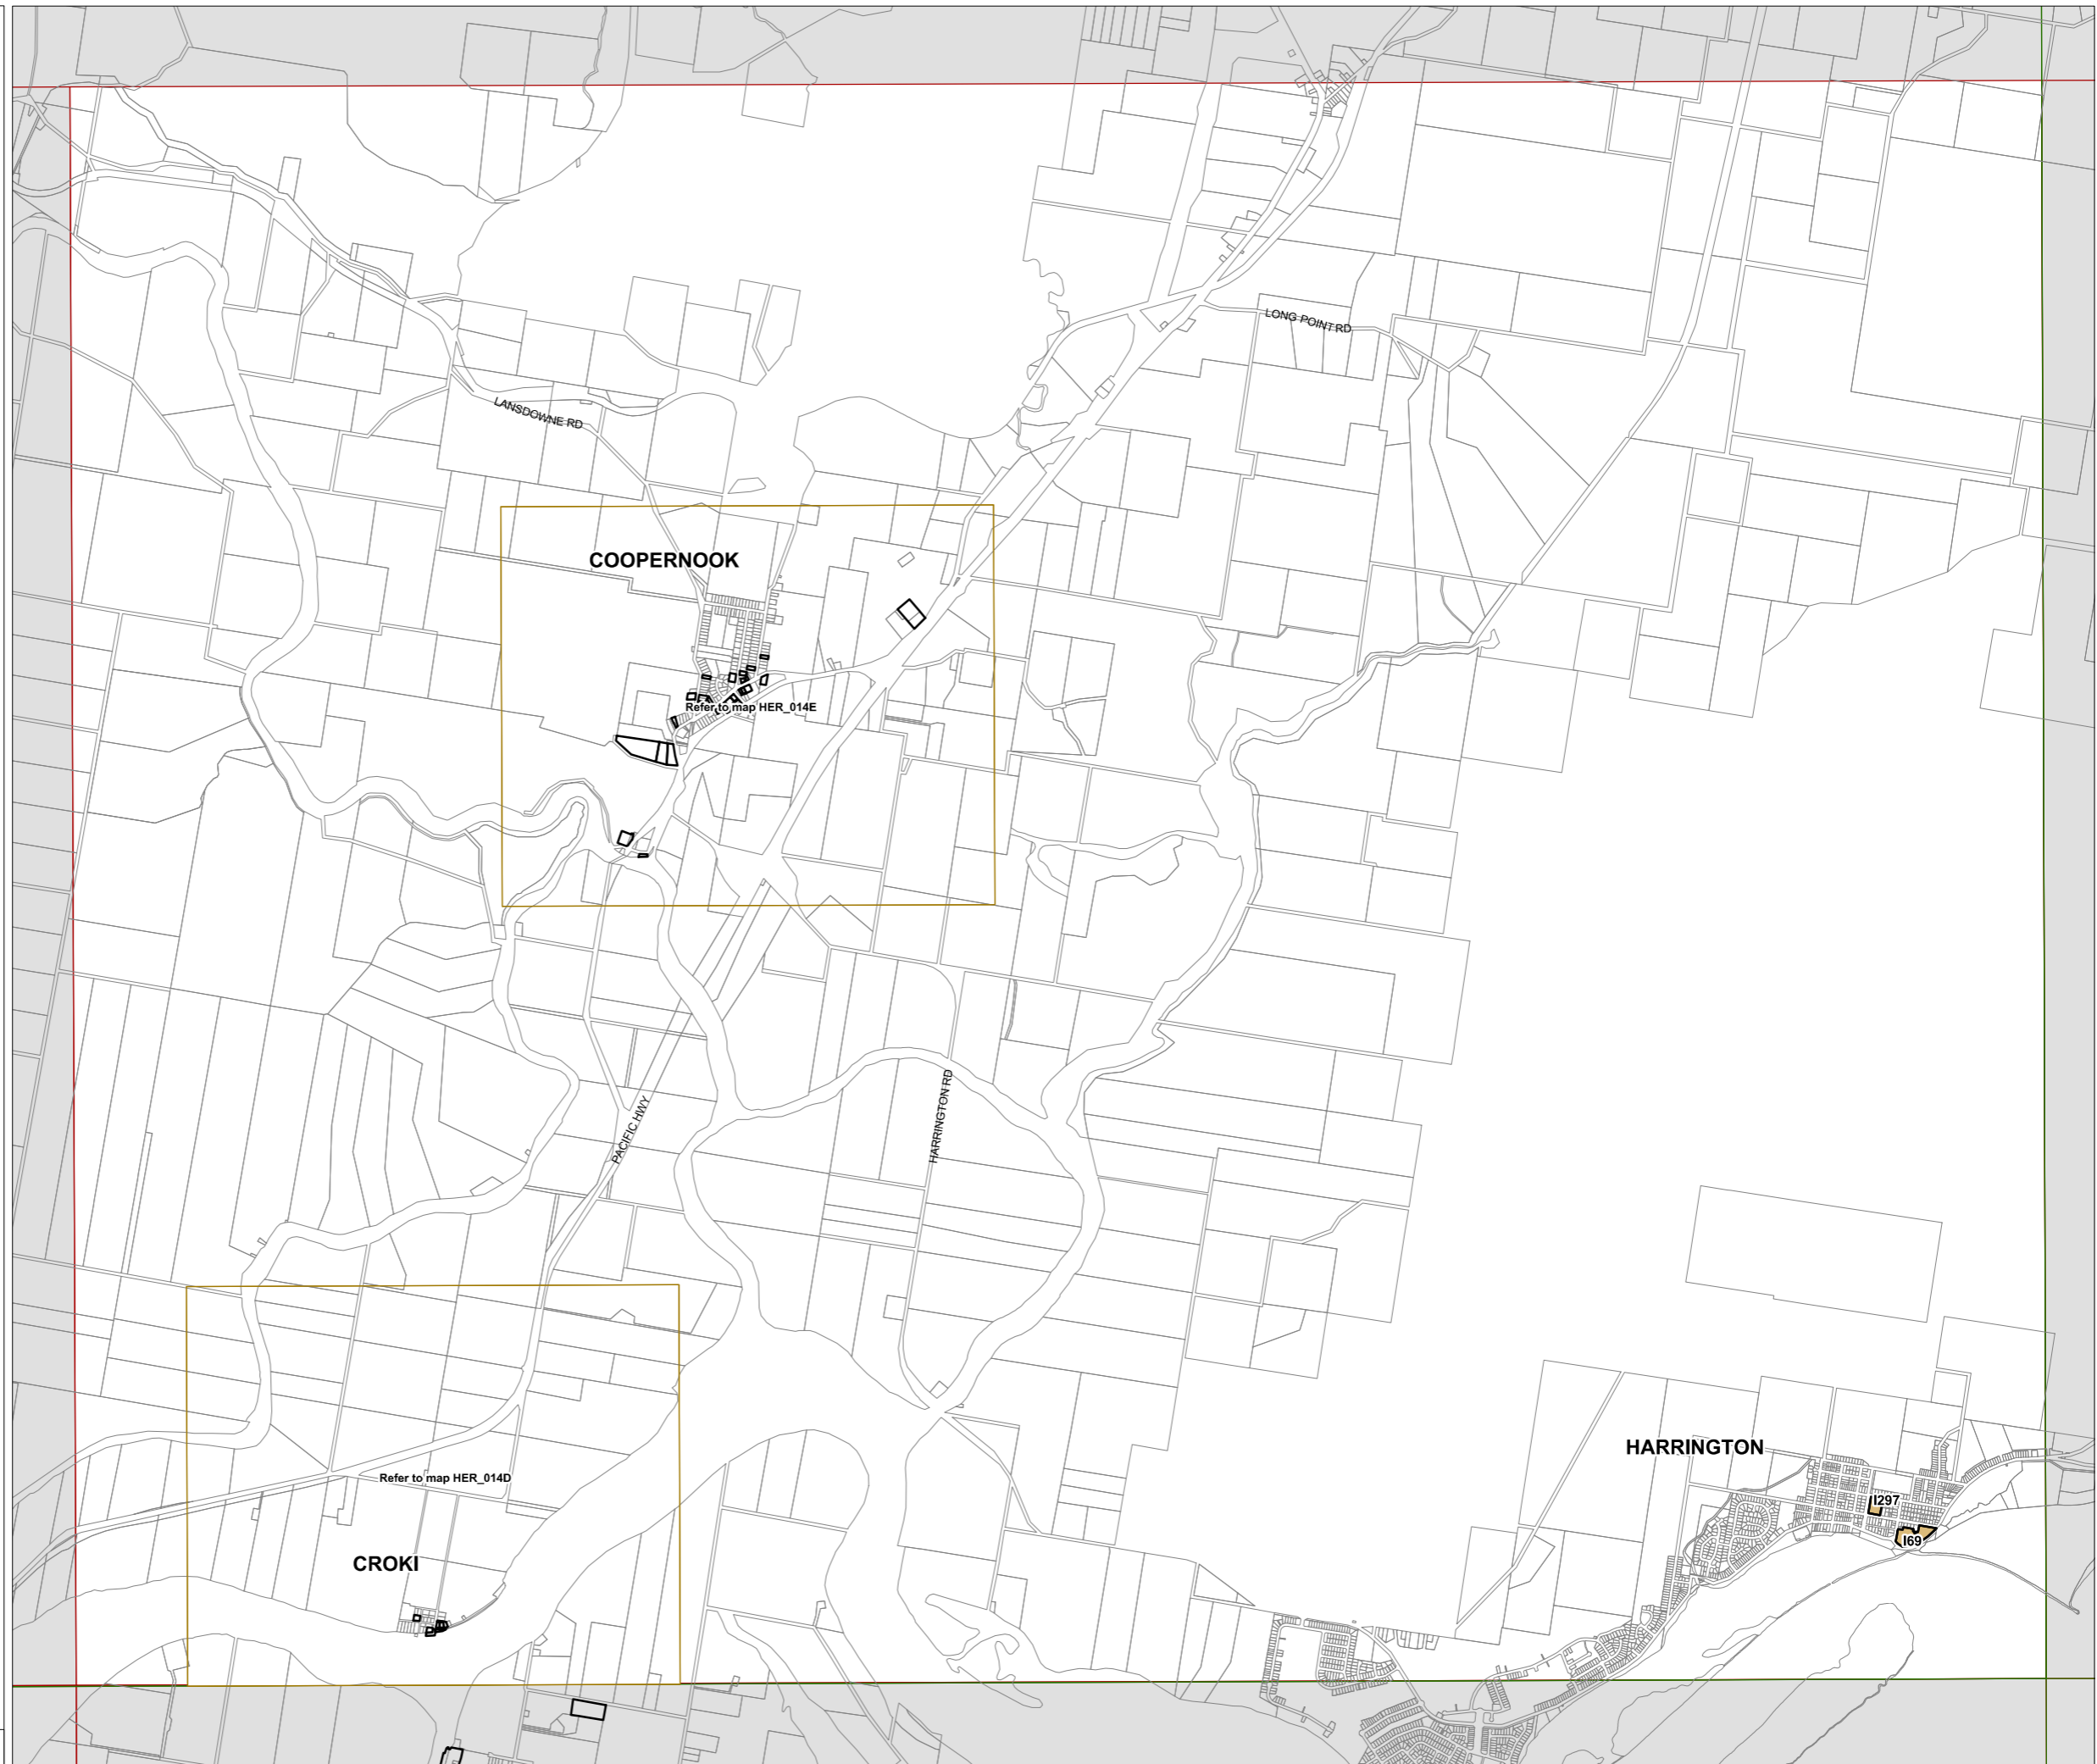 LONG POINT RD
LANSDOWNE RD
COOPERNOOK
Refer to map HER_014E
HARRINGTON RD
PACIFIC HWY
HARRINGTON
Refer to map HER_014D
I297
I69
CROKI